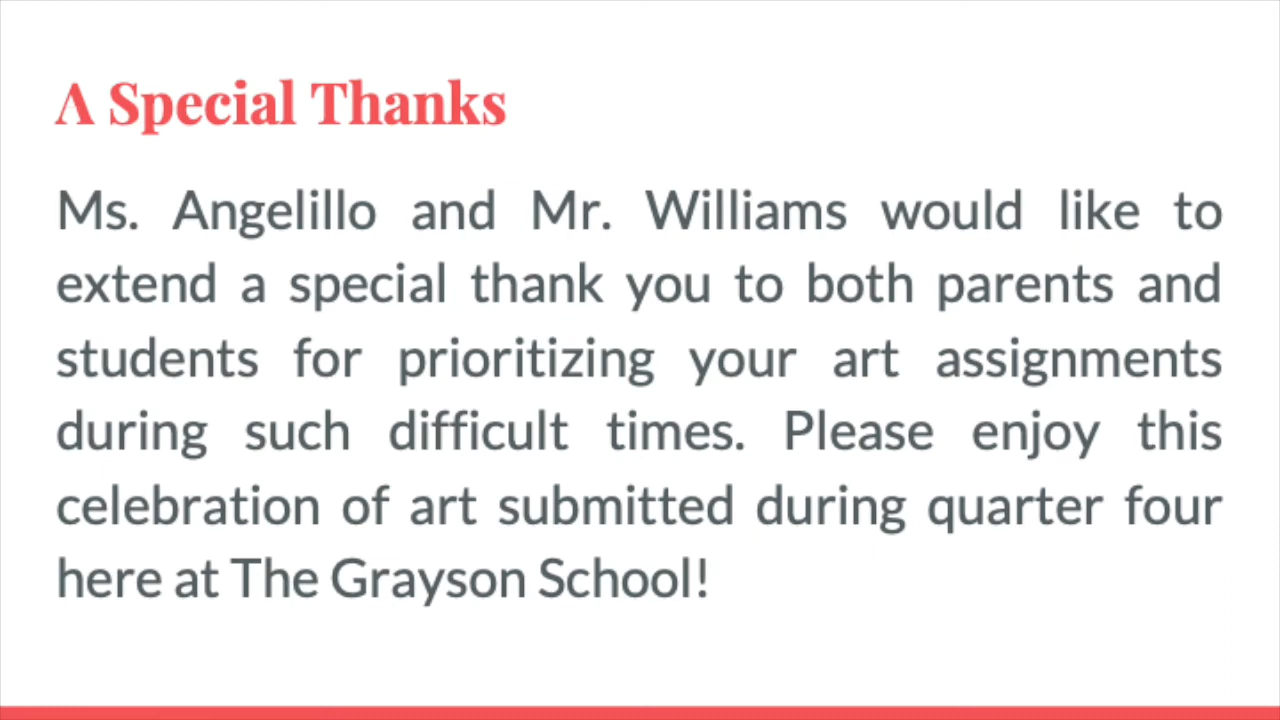 A Special Thanks
Ms. Angelillo and Mr. Williams would like to
extend a special thank you to both parents and
students for prioritizing your art assignments
during such difficult times. Please enjoy this
celebration of art submitted during quarter four
here at The Grayson School!